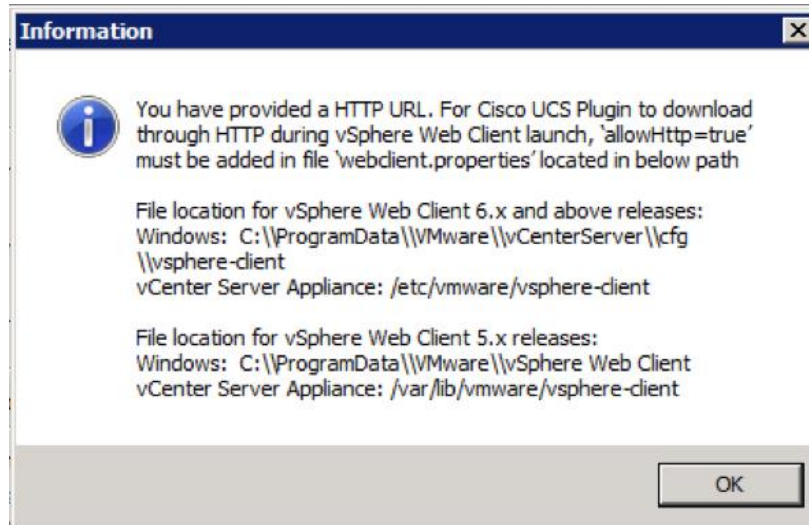 Information
You have provided a HTTP URL. For Cisco UCS Plugin to download
through HTTP during vSphere Web Client launch, ‘allowHttp=true’
must be added in file ‘webclient.properties’ located in below path
File location for vSphere Web Client 6.x and above releases:
Windows:  C:\\ProgramData\\VMware\\vCenterServer\\cfg
\\vsphere-client
vCenter Server Appliance: /etc/vmware/vsphere-client
File location for vSphere Web Client 5.x releases:
Windows:  C:\\ProgramData\\VMware\\vSphere Web Client
vCenter Server Appliance: /var/lib/vmware/vsphere-client
OK